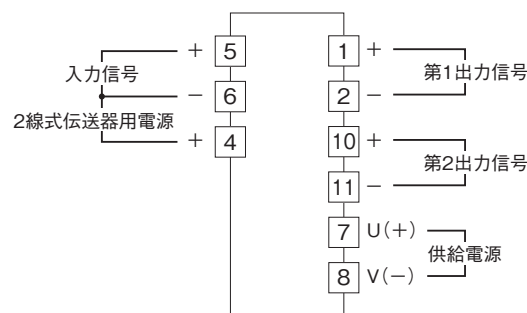 + 5
入力信号
− 6
2線式伝送器用電源
+ 4
1 +
第1出力信号
2 −
10 +
第2出力信号
11 −
7 U(+)
供給電源
8 V(−)